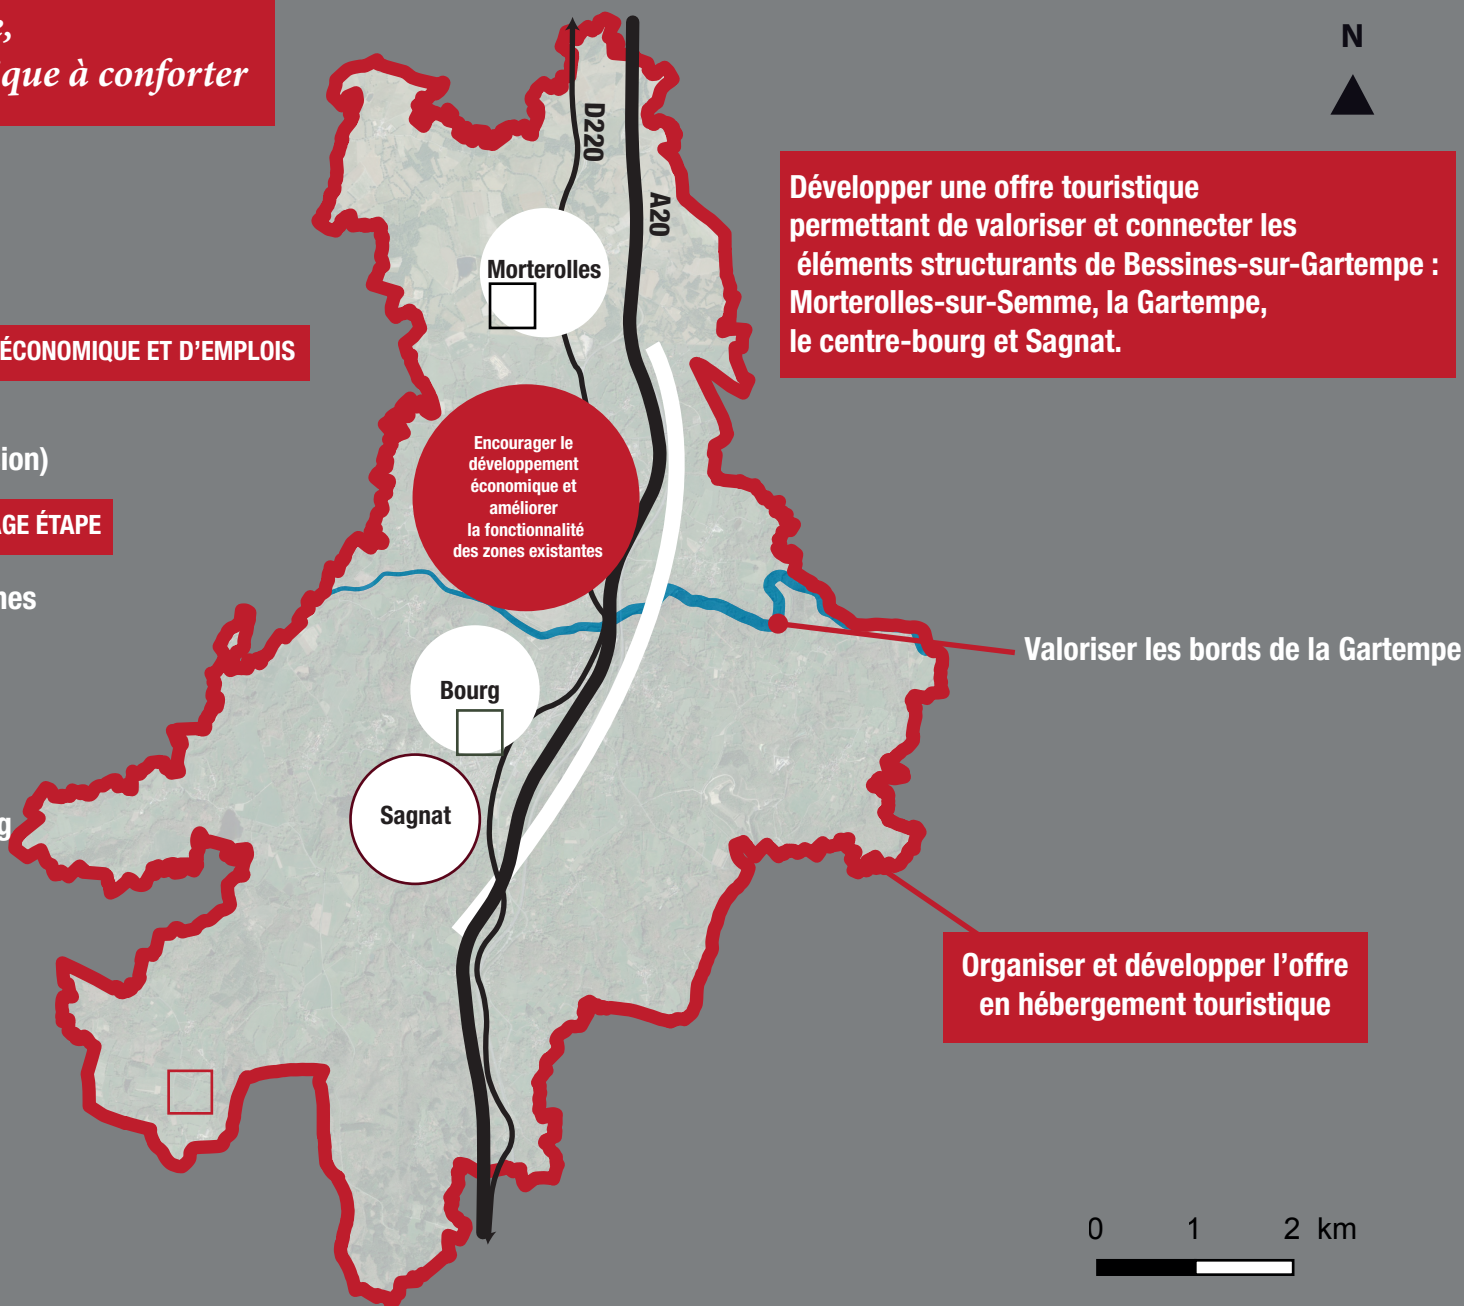 que à conforter
ÉCONOMIQUE ET D'EMPLOIS
ÉTAPE
N
D220
A20
Développer une offre touristique
permettant de valoriser et connecter les
éléments structurants de Bessines-sur-Gartempe :
Morterolles-sur-Semme, la Gartempe,
le centre-bourg et Sagnat.
Morterolles
Encourager le
développement
économique et
améliorer
la fonctionnalité
des zones existantes
Valoriser les bords de la Gartempe
Bourg
Sagnat
Organiser et développer l'offre
en hébergement touristique
0 1 2 km